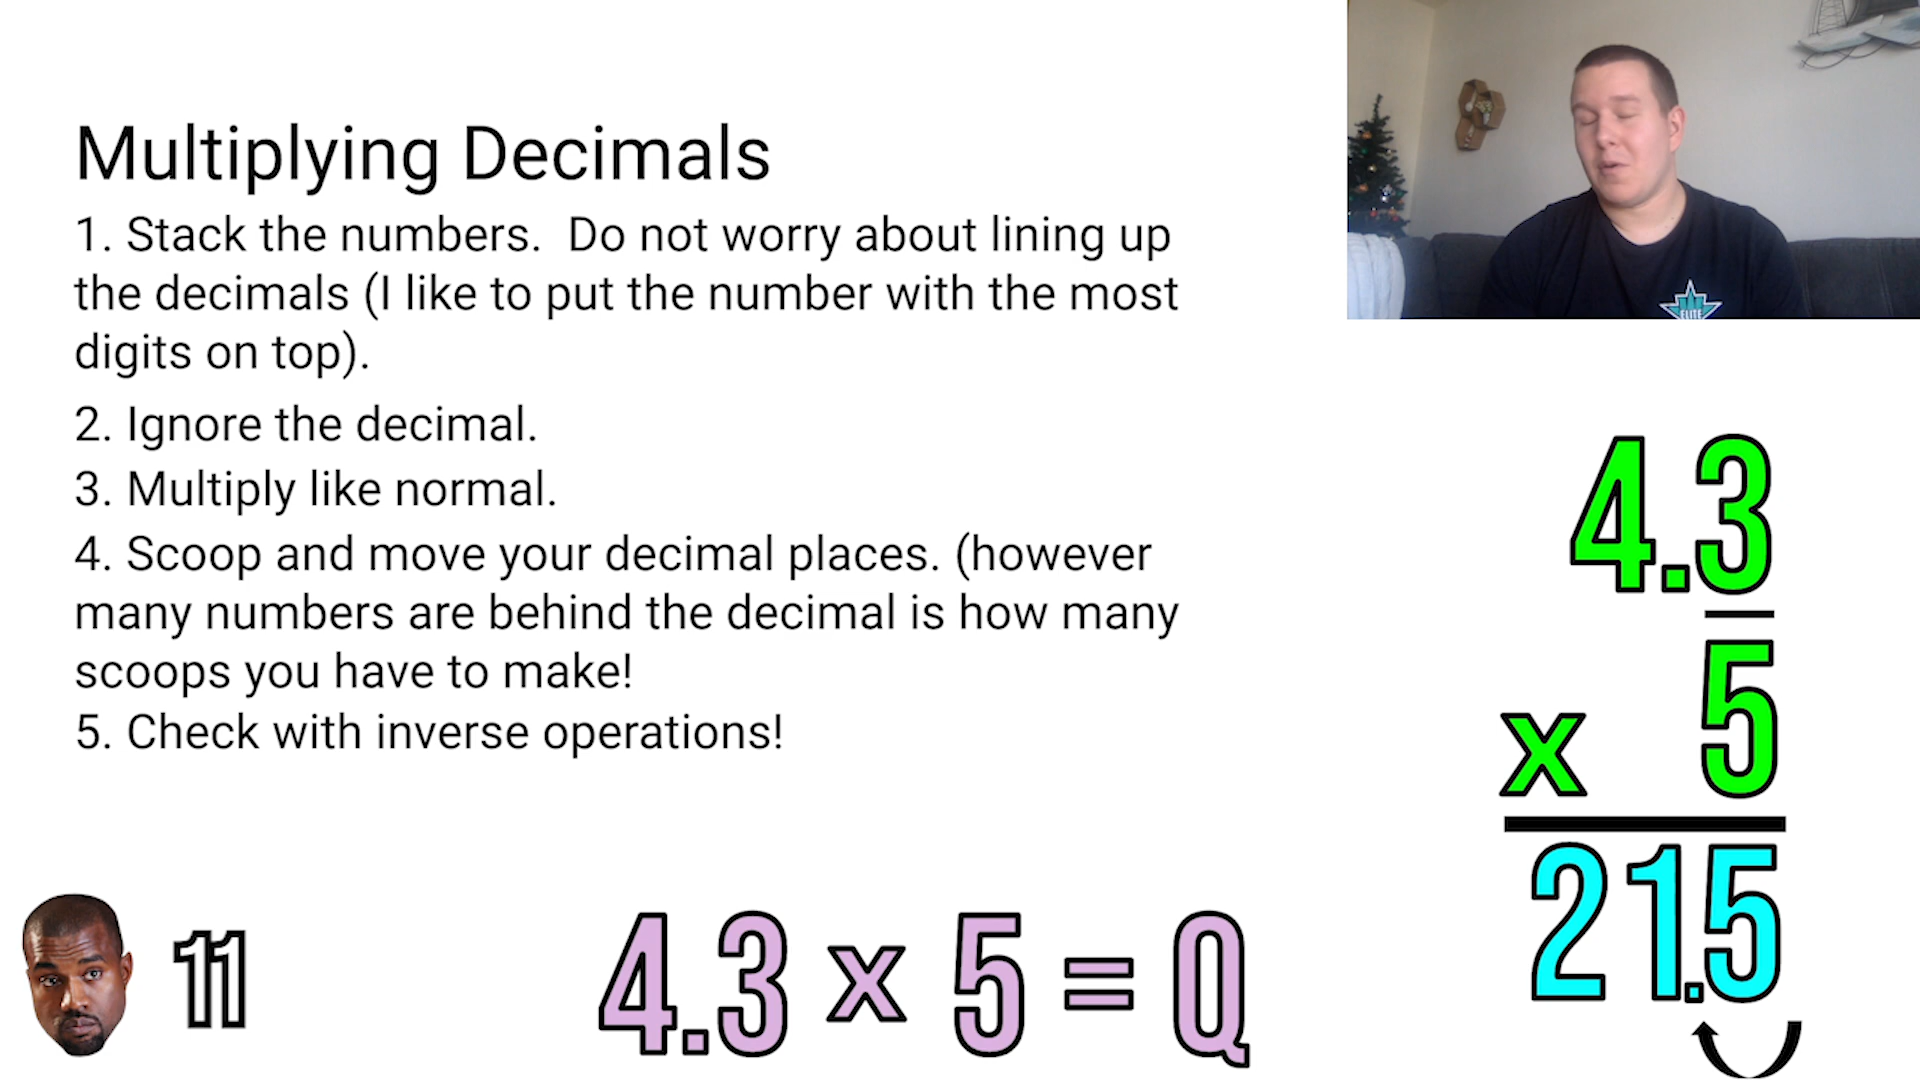 Multiplying Decimals
1. Stack the numbers.  Do not worry about lining up
the decimals (I like to put the number with the most
digits on top).
2. Ignore the decimal.
3. Multiply like normal.
4. Scoop and move your decimal places. (however
many numbers are behind the decimal is how many
scoops you have to make!
5. Check with inverse operations!
ELITE
4.3
x 5
21.5
11
4.3 x 5 = Q